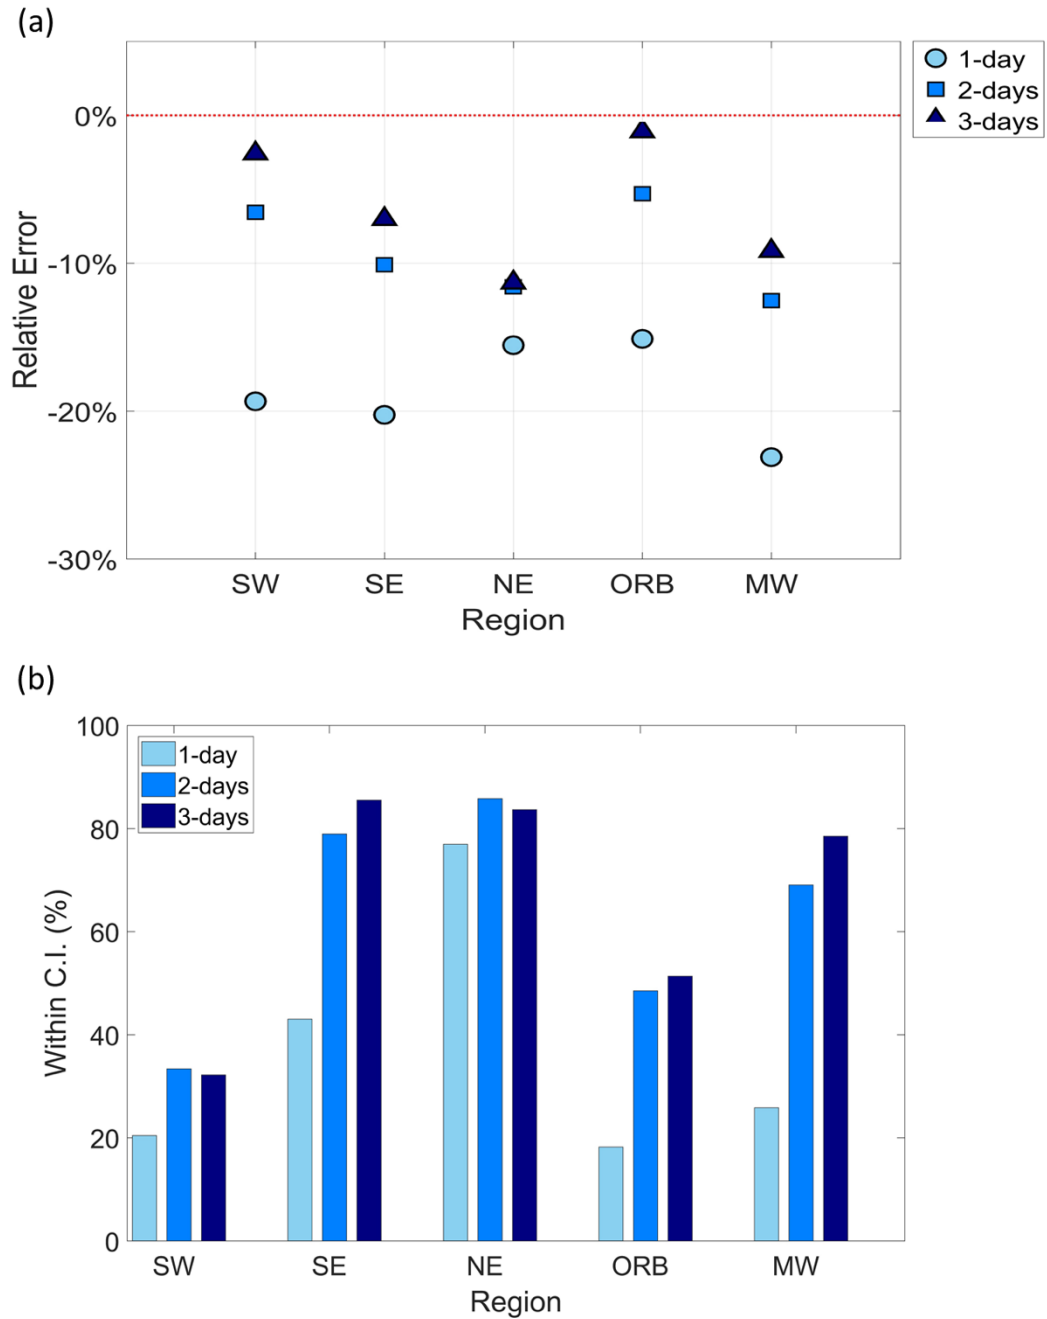 (a)
1-day
2-days
3-days
0%
-10%
-20%
-30%
Relative Error
SW SE NE ORB MW
Region
(b)
1-day
2-days
3-days
100
80
60
40
20
0
Within C.I. (%)
SW SE NE ORB MW
Region